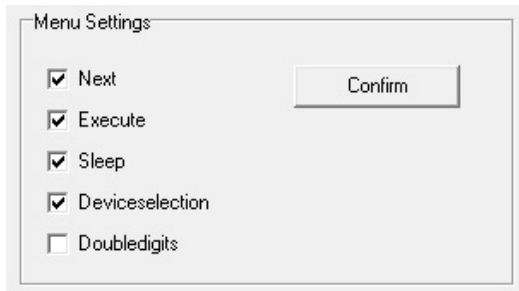 Menu Settings
Next
Confirm
Execute
Sleep
Deviceselection
Doubledigits